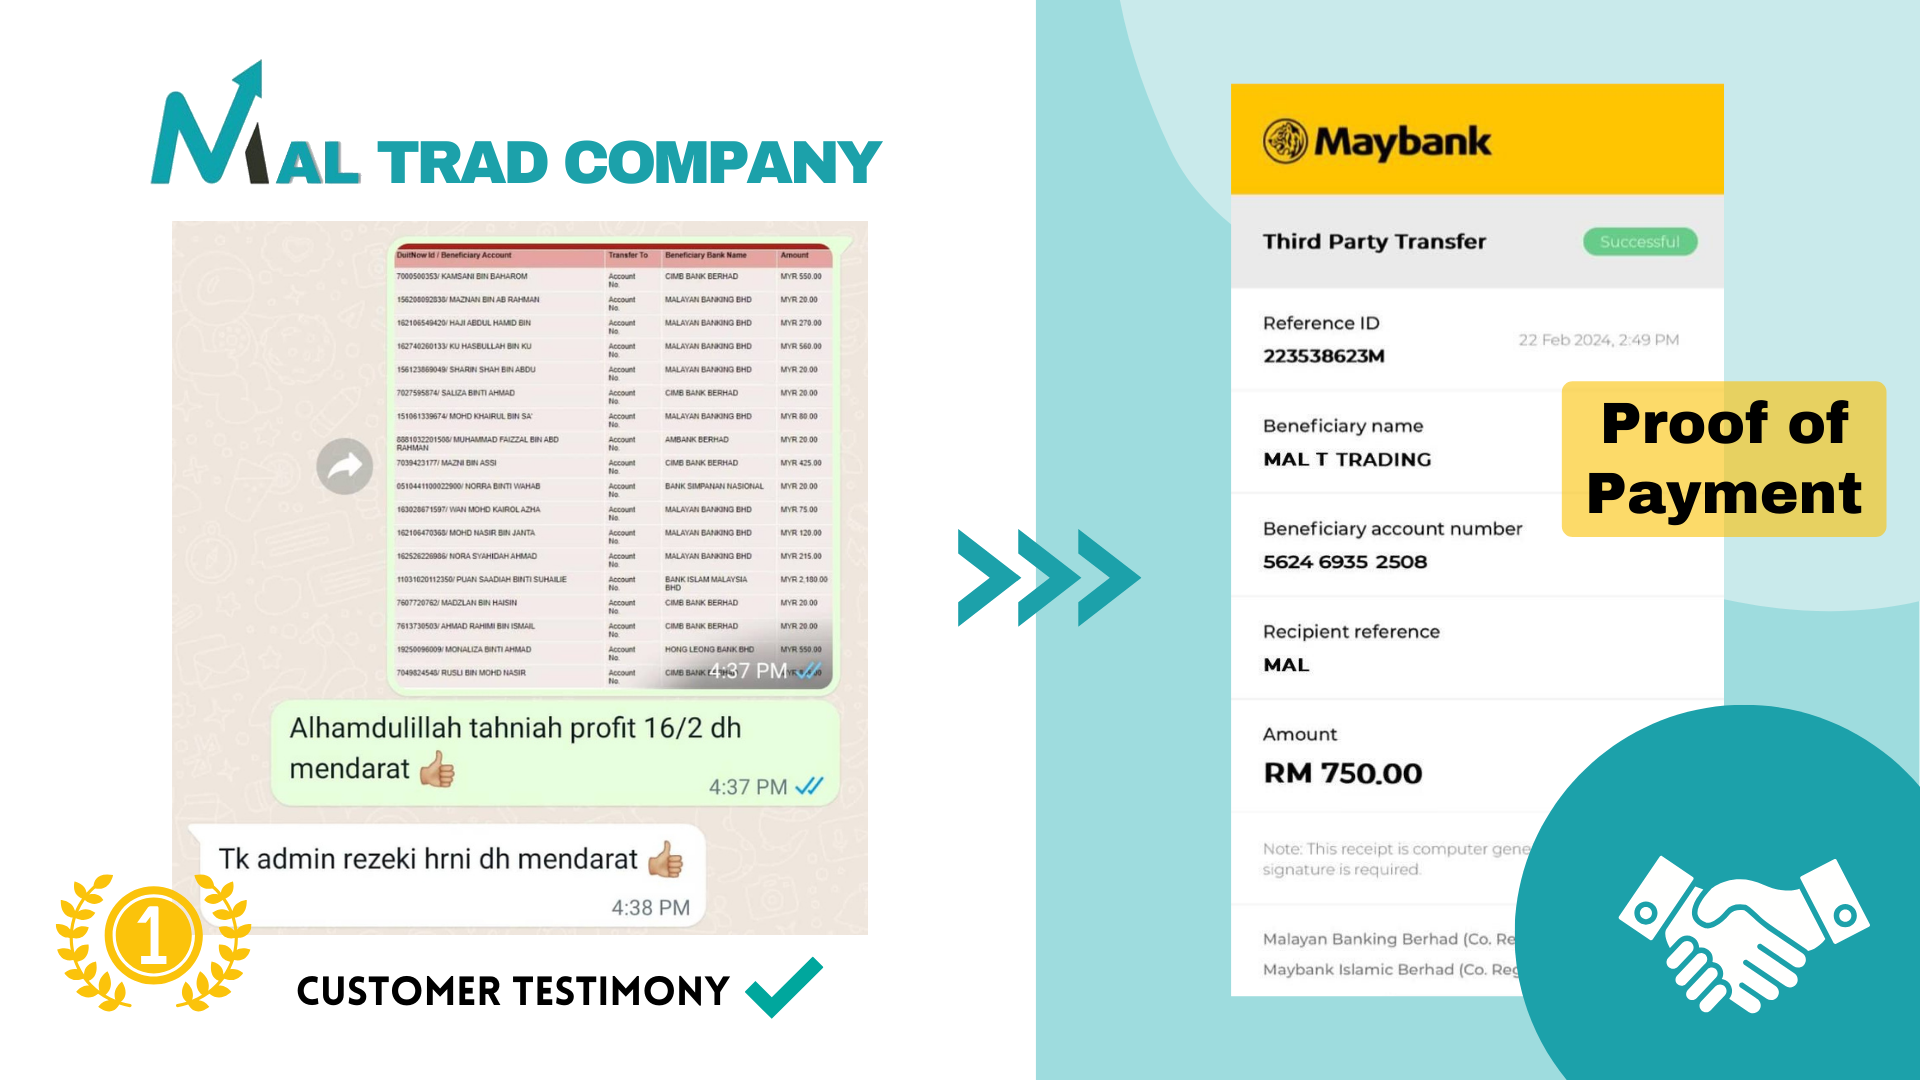 MAL TRAD COMPANY
DuitNow Id / Beneficiary Account Transfer To Beneficiary Bank Name Amount
7000500353/ KAMSANI BIN BAHAROM Account No. CIMB BANK BERHAD MYR 550.00
156208092838/ MAZNAN BIN AB RAHMAN Account No. MALAYAN BANKING BHD MYR 20.00
162106549420/ HAJI ABDUL HAMID BIN Account No. MALAYAN BANKING BHD MYR 270.00
162740260133/ KU HASBULLAH BIN KU Account No. MALAYAN BANKING BHD MYR 560.00
156123869049/ SHARIN SHAH BIN ABDU Account No. MALAYAN BANKING BHD MYR 20.00
7027595874/ SALIZA BINTI AHMAD Account No. CIMB BANK BERHAD MYR 20.00
151061339674/ MOHD KHAIRUL BIN SA' Account No. MALAYAN BANKING BHD MYR 80.00
8881032201508/ MUHAMMAD FAIZZAL BIN ABD RAHMAN Account No. AMBANK BERHAD MYR 20.00
7039423177/ MAZNI BIN ASSI Account No. CIMB BANK BERHAD MYR 425.00
0510441100022900/ NORRA BINTI WAHAB Account No. BANK SIMPANAN NASIONAL MYR 20.00
163028671597/ WAN MOHD KAIROL AZHA Account No. MALAYAN BANKING BHD MYR 75.00
162106470368/ MOHD NASIR BIN JANTA Account No. MALAYAN BANKING BHD MYR 120.00
162526226986/ NORA SYAHIDAH AHMAD Account No. MALAYAN BANKING BHD MYR 215.00
11031020112350/ PUAN SAADIAH BINTI SUHAILIE Account No. BANK ISLAM MALAYSIA BHD MYR 2,180.00
7607720762/ MADZLAN BIN HAISIN Account No. CIMB BANK BERHAD MYR 20.00
7613730503/ AHMAD RAHIMI BIN ISMAIL Account No. CIMB BANK BERHAD MYR 20.00
19250096009/ MONALIZA BINTI AHMAD Account No. HONG LEONG BANK BHD MYR 550.00
7049824548/ RUSLI BIN MOHD NASIR Account No. CIMB BANK
4:37 PM
Alhamdulillah tahniah profit 16/2 dh
mendarat 👍🏼
4:37 PM
Tk admin rezeki hrni dh mendarat 👍🏼
4:38 PM
1
CUSTOMER TESTIMONY
Maybank
Third Party Transfer Successful
Reference ID
223538623M
22 Feb 2024, 2:49 PM
Proof of
Payment
Beneficiary name
MAL T TRADING
Beneficiary account number
5624 6935 2508
Recipient reference
MAL
Amount
RM 750.00
Note: This receipt is computer gene
signature is required.
Malayan Banking Berhad (Co. Re
Maybank Islamic Berhad (Co. Reg